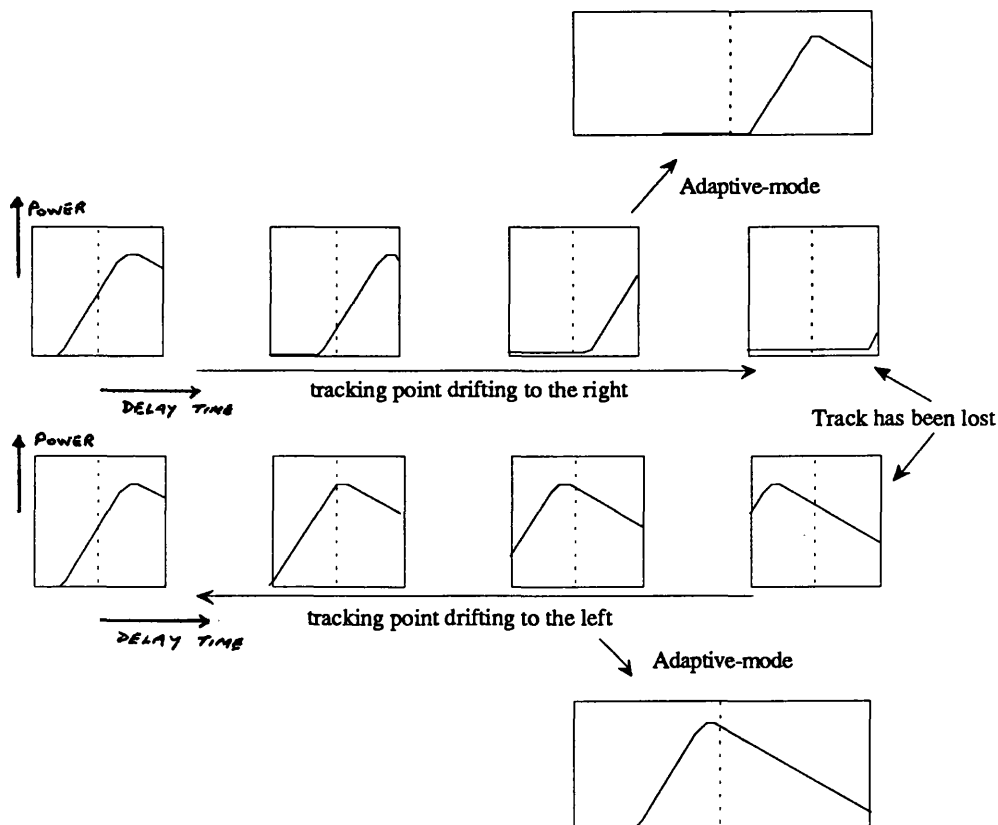 Adaptive-mode
POWER
tracking point drifting to the right
DELAY TIME
Track has been lost
POWER
tracking point drifting to the left
DELAY TIME
Adaptive-mode